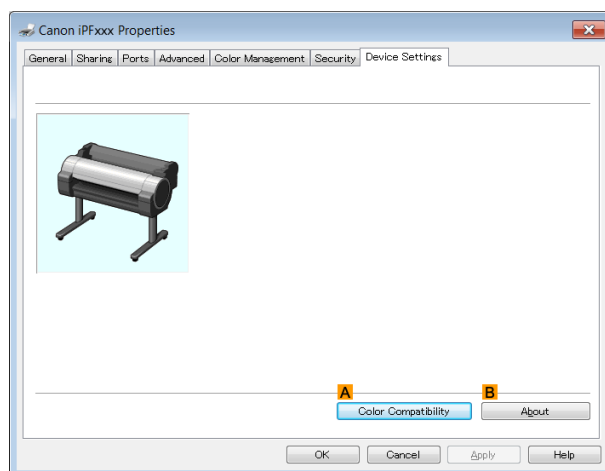 Canon iPFxxx Properties
General Sharing Ports Advanced Color Management Security Device Settings
A B
Color Compatibility About
OK Cancel Apply Help